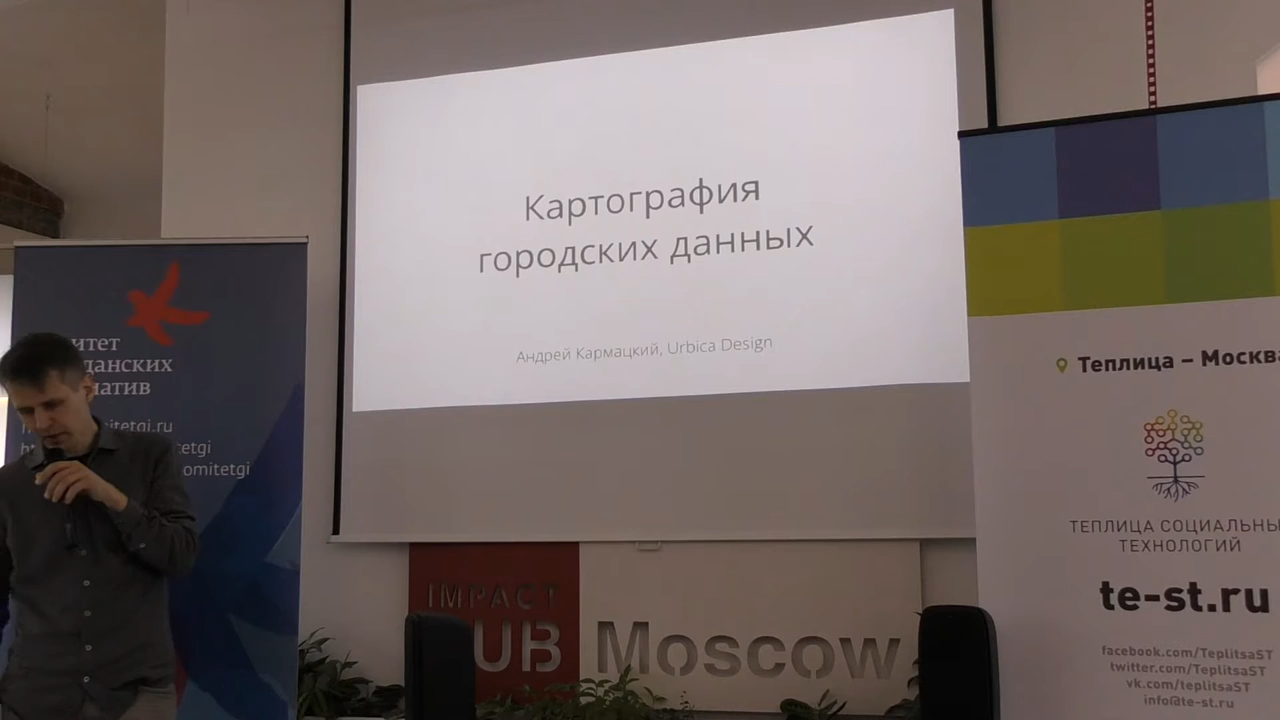 Картография
городских данных
Андрей Кармацкий, Urbica Design
итет
данских
иатив
itetgi.ru
tetgi
omitetgi
Теплица – Москва
ТЕПЛИЦА СОЦИАЛЬНЫ
ТЕХНОЛОГИЙ
te-st.ru
facebook.com/TeplitsaST
twitter.com/TeplitsaST
vk.com/teplitsaST
info@te-st.ru
IMPACT
UB Moscow